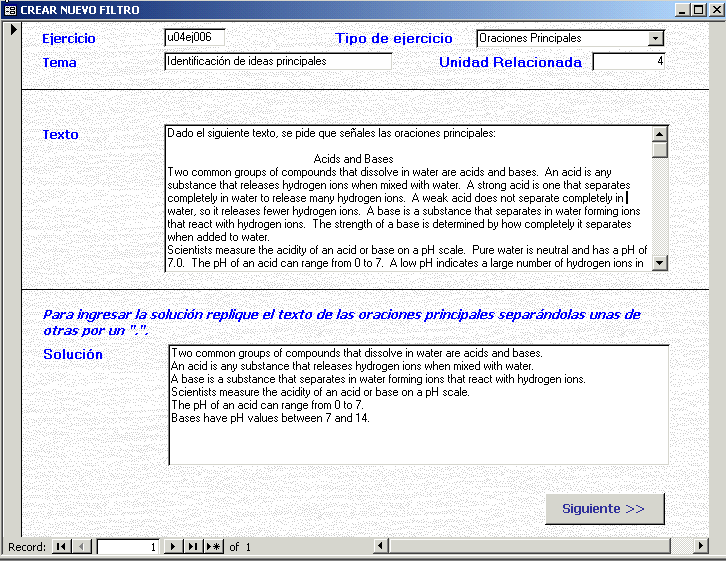 CREAR NUEVO FILTRO
Ejercicio u04ej006 Tipo de ejercicio Oraciones Principales
Tema Identificación de ideas principales Unidad Relacionada 4
Texto
Dado el siguiente texto, se pide que señales las oraciones principales:
Acids and Bases
Two common groups of compounds that dissolve in water are acids and bases. An acid is any
substance that releases hydrogen ions when mixed with water. A strong acid is one that separates
completely in water to release many hydrogen ions. A weak acid does not separate completely in
water, so it releases fewer hydrogen ions. A base is a substance that separates in water forming ions
that react with hydrogen ions. The strength of a base is determined by how completely it separates
when added to water.
Scientists measure the acidity of an acid or base on a pH scale. Pure water is neutral and has a pH of
7.0. The pH of an acid can range from 0 to 7. A low pH indicates a large number of hydrogen ions in
Para ingresar la solución replique el texto de las oraciones principales separándolas unas de
otras por un ".".
Solución
Two common groups of compounds that dissolve in water are acids and bases.
An acid is any substance that releases hydrogen ions when mixed with water.
A base is a substance that separates in water forming ions that react with hydrogen ions.
Scientists measure the acidity of an acid or base on a pH scale.
The pH of an acid can range from 0 to 7.
Bases have pH values between 7 and 14.
Siguiente >>
Record: 1 of 1